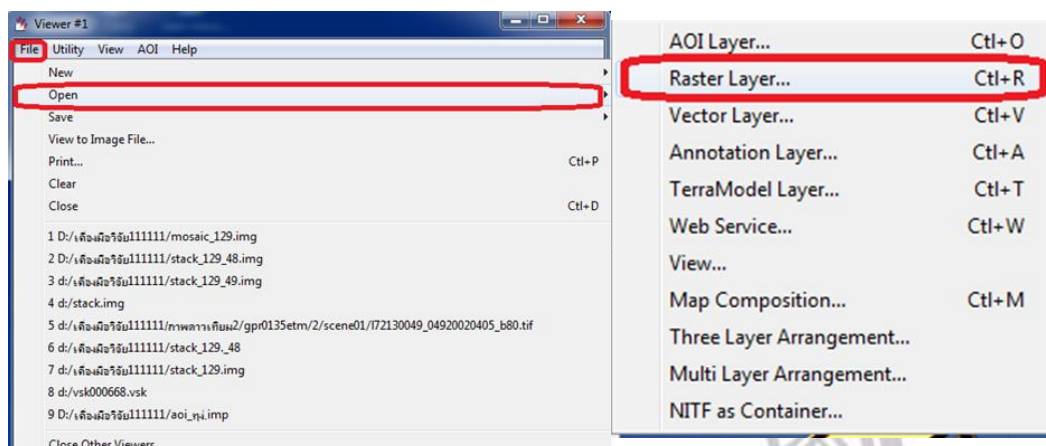 Viewer #1
File Utility View AOI Help
New
Open
Save
View to Image File...
Print... Ctl+P
Clear
Close Ctl+D
1 D:/เครื่องมือวิจัย111111/mosaic_129.img
2 D:/เครื่องมือวิจัย111111/stack_129_48.img
3 d:/เครื่องมือวิจัย111111/stack_129_49.img
4 d:/stack.img
5 d:/เครื่องมือวิจัย111111/ภาพดาวเทียม2/gpr0135etm/2/scene01/l72130049_04920020405_b80.tif
6 d:/เครื่องมือวิจัย111111/stack_129._48
7 d:/เครื่องมือวิจัย111111/stack_129.img
8 d:/vsk000668.vsk
9 D:/เครื่องมือวิจัย111111/aoi_ทุ่ง.imp
Close Other Viewers
AOI Layer... Ctl+O
Raster Layer... Ctl+R
Vector Layer... Ctl+V
Annotation Layer... Ctl+A
TerraModel Layer... Ctl+T
Web Service... Ctl+W
View...
Map Composition... Ctl+M
Three Layer Arrangement...
Multi Layer Arrangement...
NITF as Container...